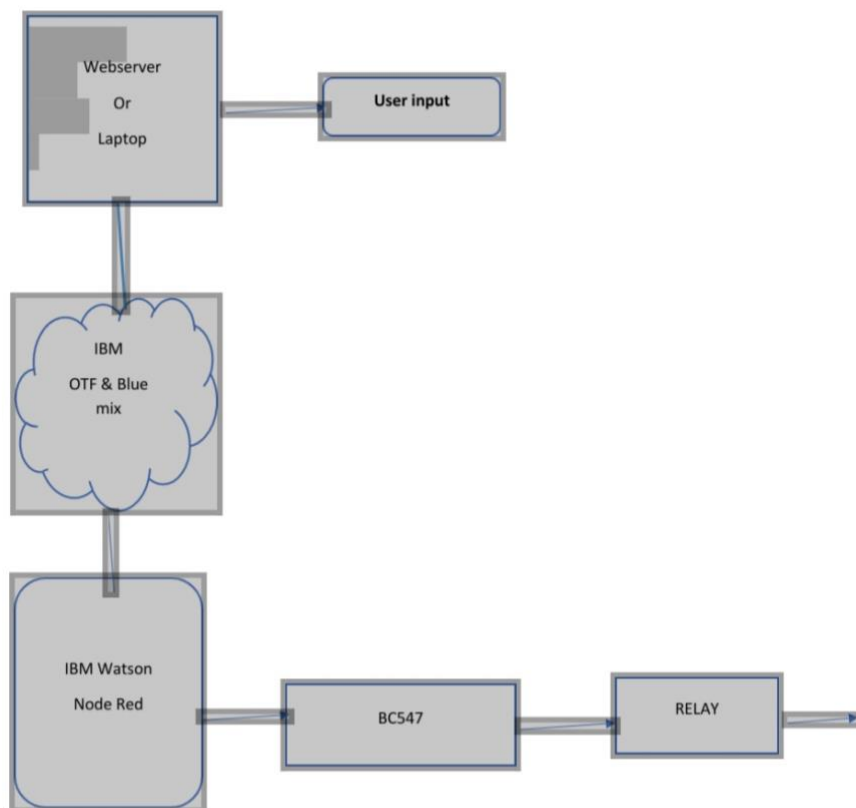 Webserver
Or
Laptop
User input
IBM
OTF & Blue
mix
IBM Watson
Node Red
BC547
RELAY